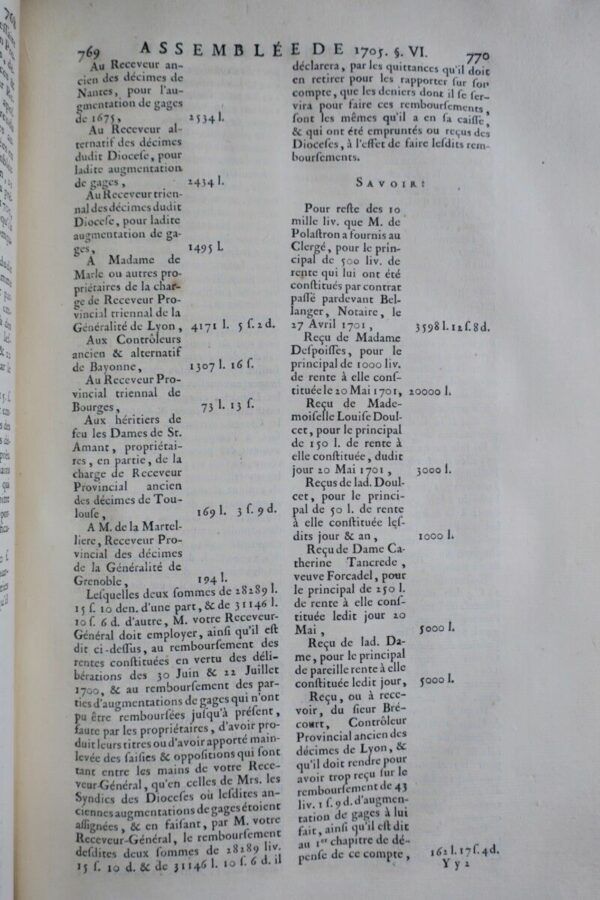 769 ASSEMBLÉE DE 1705. §. VI. 770
Au Receveur an-
cien des décimes de
Nantes, pour l'au-
gmentation de gages
de 1675, 2534 l.
Au Receveur al-
ternatif des décimes
dudit Diocese, pour
ladite augmentation
de gages, 2434 l.
Au Receveur trien-
nal des décimes dudit
Diocese, pour ladite
augmentation de ga-
ges, 1495 l.
A Madame de
Marle ou autres pro-
priétaires de la char-
ge de Receveur Pro-
vincial triennal de la
Généralité de Lyon, 4171 l. 5 s. 2 d.
Aux Contrôleurs
ancien & alternatif
de Bayonne, 1307 l. 16 s.
Au Receveur Pro-
vincial triennal de
Bourges, 73 l. 13 s.
Aux héritiers de
feu les Dames de St.
Amant, propriétai-
res, en partie, de la
charge de Receveur
Provincial ancien
des décimes de Tou-
louse, 169 l. 3 s. 9 d.
A M. de la Martel-
liere, Receveur Pro-
vincial des décimes
de la Généralité de
Grenoble, 194 l.
Lesquelles deux sommes de 28289 l.
15 s. 10 den. d'une part, & de 31146 l.
10 s. 6 d. d'autre, M. votre Receveur-
Général doit employer, ainsi qu'il est
dit ci-dessus, au remboursement des
rentes constituées en vertu des déli-
bérations des 30 Juin & 22 Juillet
1700, & au remboursement des par-
ties d'augmentations de gages qui n'ont
pu être remboursées jusqu'à présent,
faute par les propriétaires, d'avoir pro-
duit leurs titres ou d'avoir apporté main-
levée des saisies & oppositions qui sont
tant entre les mains de votre Rece-
veur-Général, qu'en celles de Mrs. les
Syndics des Dioceses où lesdites an-
ciennes augmentations de gages étoient
assignées, & en faisant, par M. votre
Receveur-Général, le remboursement
desdites deux sommes de 28289 liv.
15 s. 10 d. & de 31146 l. 10 s. 6 d. il
déclarera, par les quittances qu'il doit
en retirer pour les rapporter sur son
compte, que les deniers dont il se ser-
vira pour faire ces remboursements,
sont les mêmes qu'il a en sa caisse,
& qui ont été empruntés ou reçus des
Dioceses, à l'effet de faire lesdits rem-
boursements.
SAVOIR:
Pour reste des 10
mille liv. que M. de
Polastron a fournis au
Clergé, pour le prin-
cipal de 500 liv. de
rente qui lui ont été
constitués par contrat
passé pardevant Bel-
langer, Notaire, le
27 Avril 1701, 3598 l. 12 s. 8 d.
Reçu de Madame
Despoisses, pour le
principal de 1000 liv.
de rente à elle cons-
tituée le 20 Mai 1701, 20000 l.
Reçu de Made-
moiselle Louise Doul-
cet, pour le principal
de 150 l. de rente à
elle constituée, dudit
jour 20 Mai 1701, 3000 l.
Reçus de lad. Doul-
cet, pour le princi-
pal de 50 l. de rente
à elle constituée les-
dits jour & an, 1000 l.
Reçu de Dame Ca-
therine Tancrede,
veuve Forcadel, pour
le principal de 250 l.
de rente à elle cons-
tituée ledit jour 20
Mai, 5000 l.
Reçu de lad. Da-
me, pour le principal
de pareille rente à elle
constituée ledit jour, 5000 l.
Reçu, ou à rece-
voir, du sieur Bré-
court, Contrôleur
Provincial ancien des
décimes de Lyon, &
qu'il doit rendre pour
avoir trop reçu sur le
remboursement de 43
liv. 1 s. 9 d. d'augmen-
tation de gages à lui
fait, ainsi qu'il est dit
au 1er chapitre de dé-
pense de ce compte, 162 l. 17 s. 4 d.
Y y 2